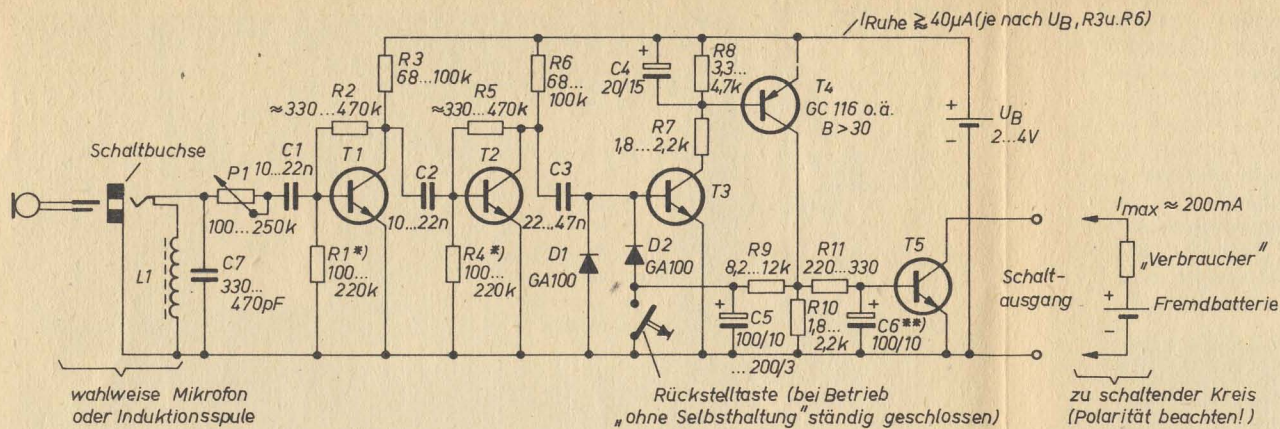 IRuhe ≳ 40µA (je nach UB, R3 u. R6)
R3
68...100k
R6
68...
100k
+
C4
20/15
R8
3,3...
4,7k
T4
GC 116 o.ä.
B > 30
R2
≈330...470k
R5
≈330...470k
R7
1,8...2,2k
+
UB
2...4V
−
Schaltbuchse
P1
100...250k
C1
10...22n
T1
C2
10...22n
T2
C3
22...47n
T3
L1
C7
330...
470pF
R1*)
100...
220k
R4*)
100...
220k
D1
GA100
D2
GA100
R9
8,2...12k
R11
220...330
T5
+
C5
100/10
...200/3
R10
1,8...
2,2k
+
C6**)
100/10
Schalt-
ausgang
Imax ≈ 200mA
„Verbraucher"
+
Fremdbatterie
−
wahlweise Mikrofon
oder Induktionsspule
Rückstelltaste (bei Betrieb
„ohne Selbsthaltung" ständig geschlossen)
zu schaltender Kreis
(Polarität beachten!)